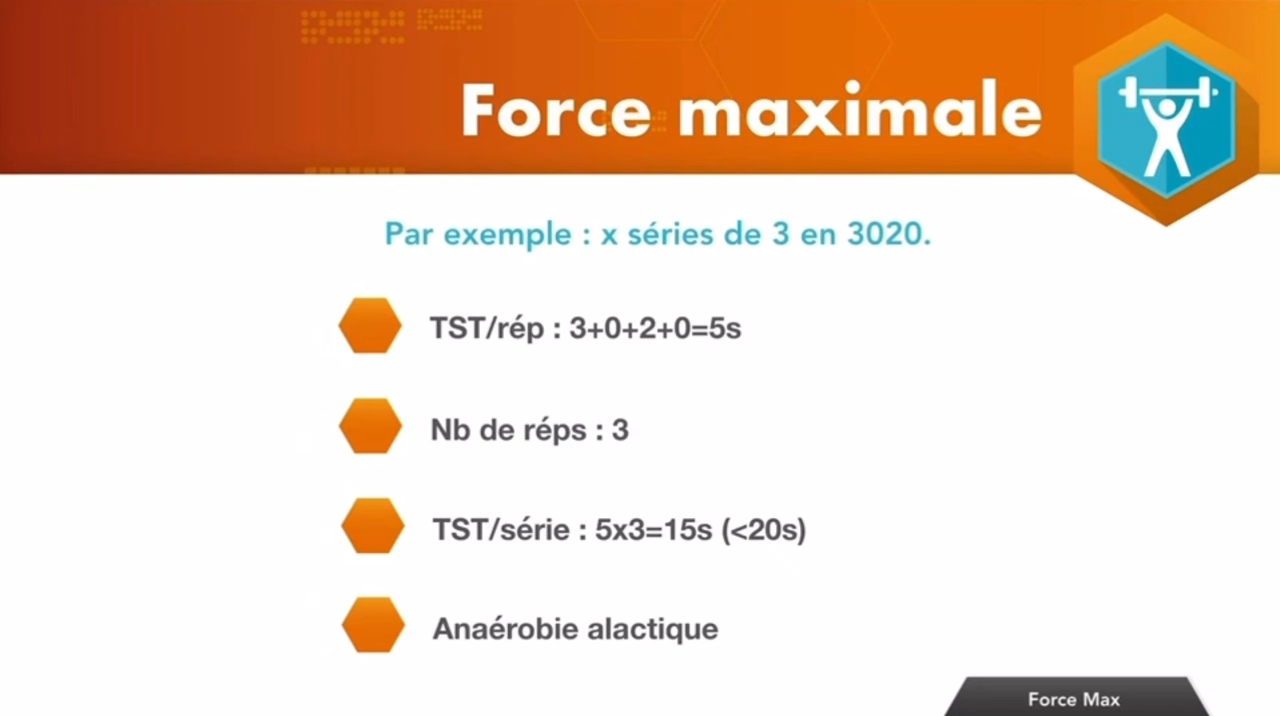 Force maximale
Par exemple : x séries de 3 en 3020.
TST/rép : 3+0+2+0=5s
Nb de réps : 3
TST/série : 5x3=15s (<20s)
Anaérobie alactique
Force Max